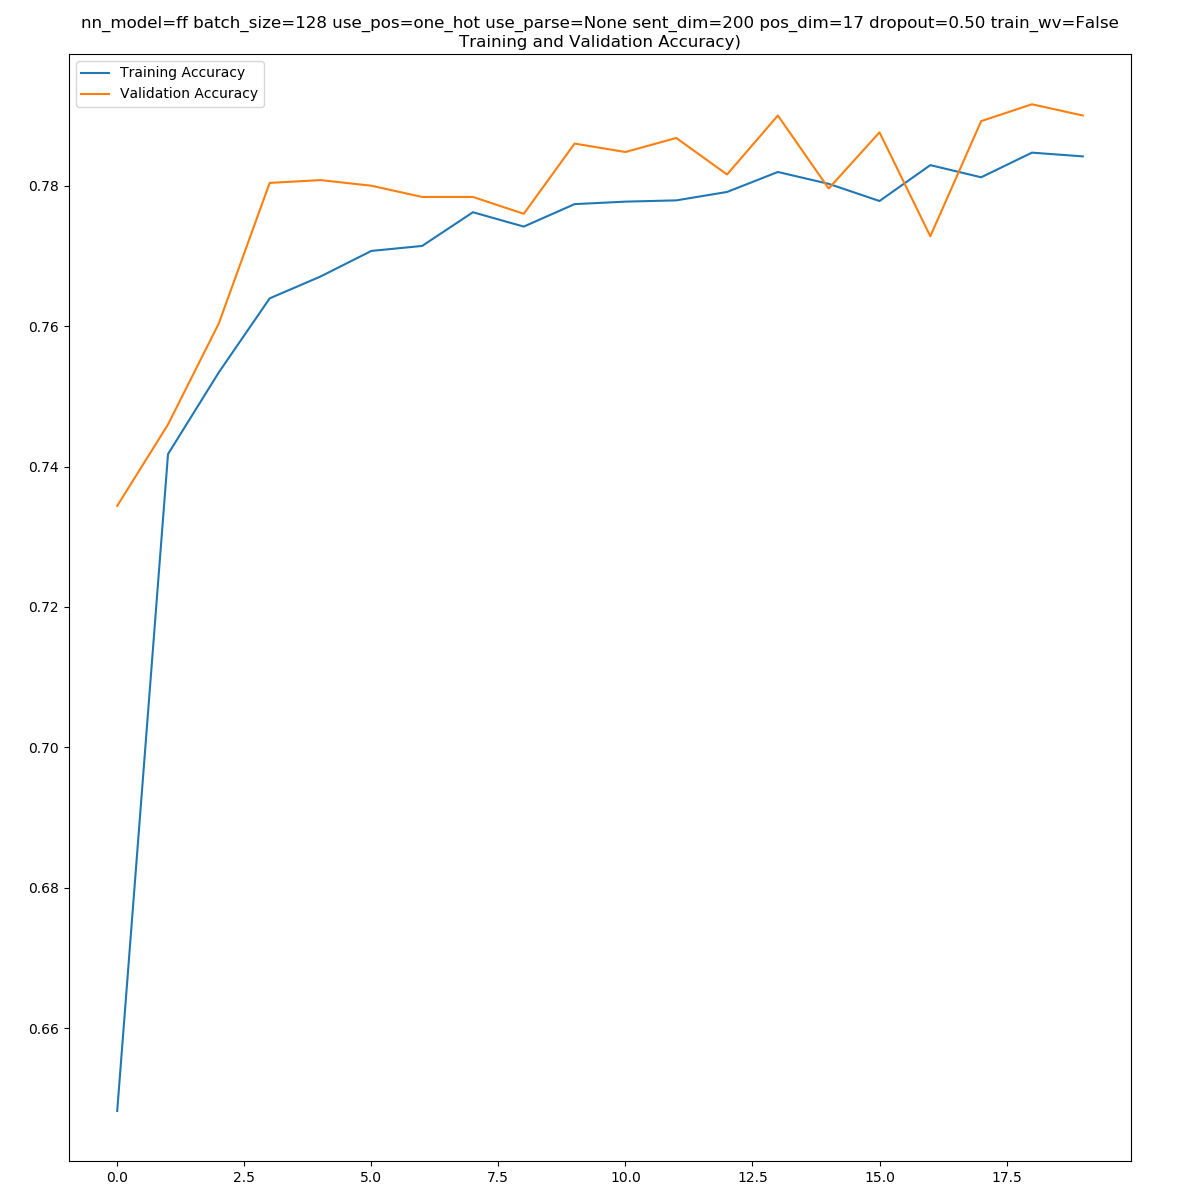 nn_model=ff batch_size=128 use_pos=one_hot use_parse=None sent_dim=200 pos_dim=17 dropout=0.50 train_wv=False
Training and Validation Accuracy)
Training Accuracy
Validation Accuracy
0.78
0.76
0.74
0.72
0.70
0.68
0.66
0.0 2.5 5.0 7.5 10.0 12.5 15.0 17.5